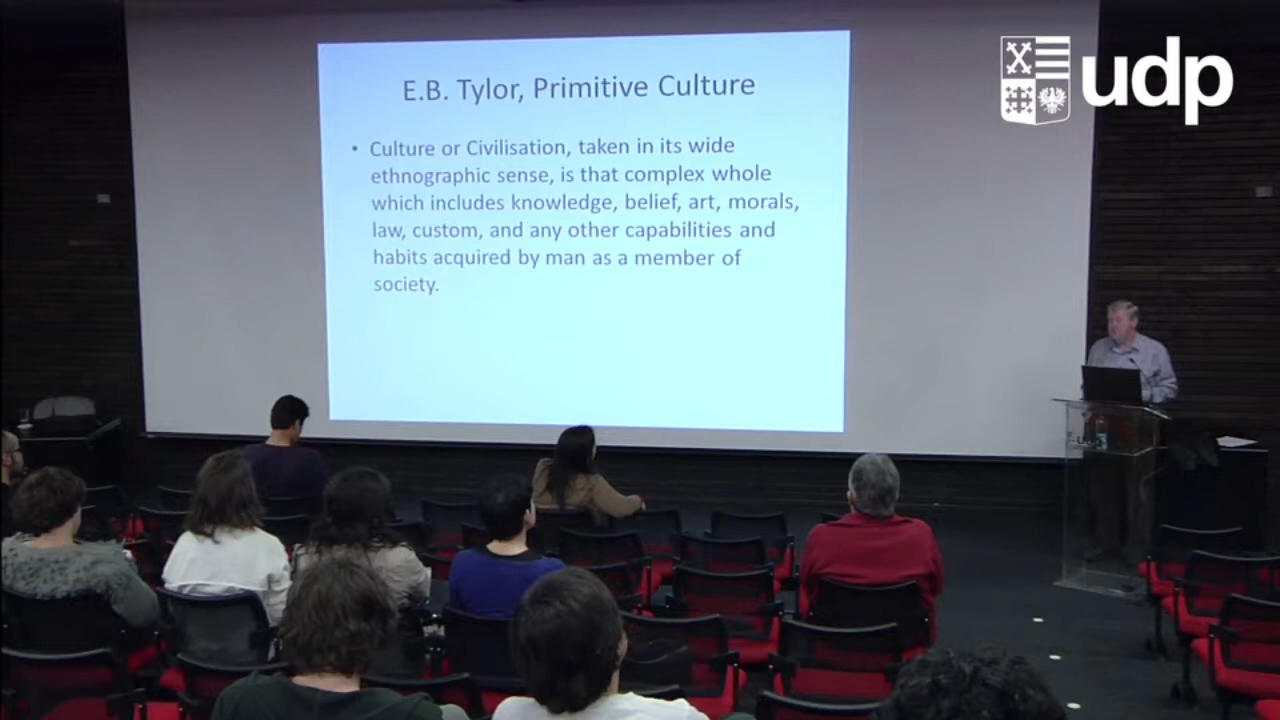 E.B. Tylor, Primitive Culture
• Culture or Civilisation, taken in its wide
ethnographic sense, is that complex whole
which includes knowledge, belief, art, morals,
law, custom, and any other capabilities and
habits acquired by man as a member of
society.
udp